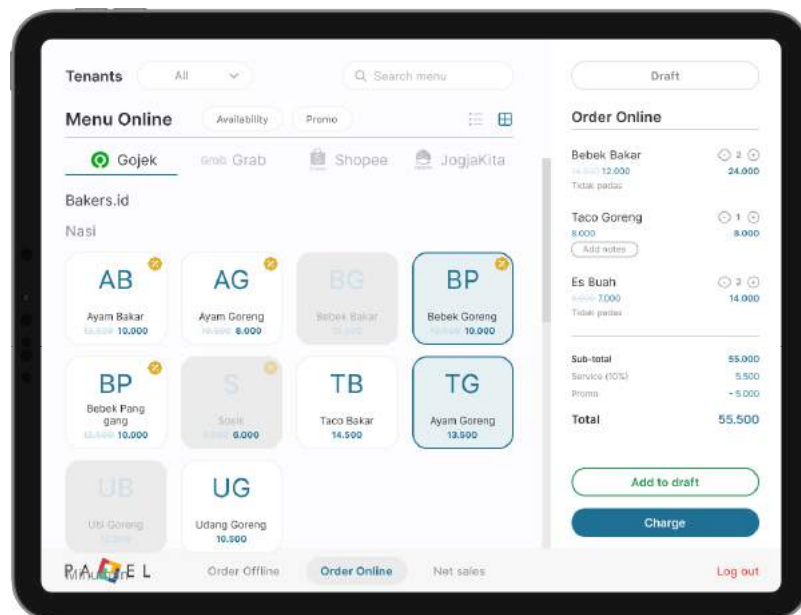 Tenants All Search menu
Menu Online Availability Promo
Gojek Grab Grab Shopee JogjaKita
Bakers.id
Nasi
AB AG BG BP
Ayam Bakar Ayam Goreng Bebek Bakar Bebek Goreng
10.000 8.000 10.000
BP S TB TG
Bebek Pang
gang Sosis Taco Bakar Ayam Goreng
10.000 6.000 14.500 13.500
UB UG
Ubi Goreng Udang Goreng
10.500
Order Offline Order Online Net sales Log out
Draft
Order Online
Bebek Bakar 2
12.000 24.000
Tidak pedas
Taco Goreng 1
8.000 8.000
Add notes
Es Buah 2
7.000 14.000
Tidak pedas
Sub-total 55.000
Service (10%) 5.500
Promo - 5.000
Total 55.500
Add to draft
Charge